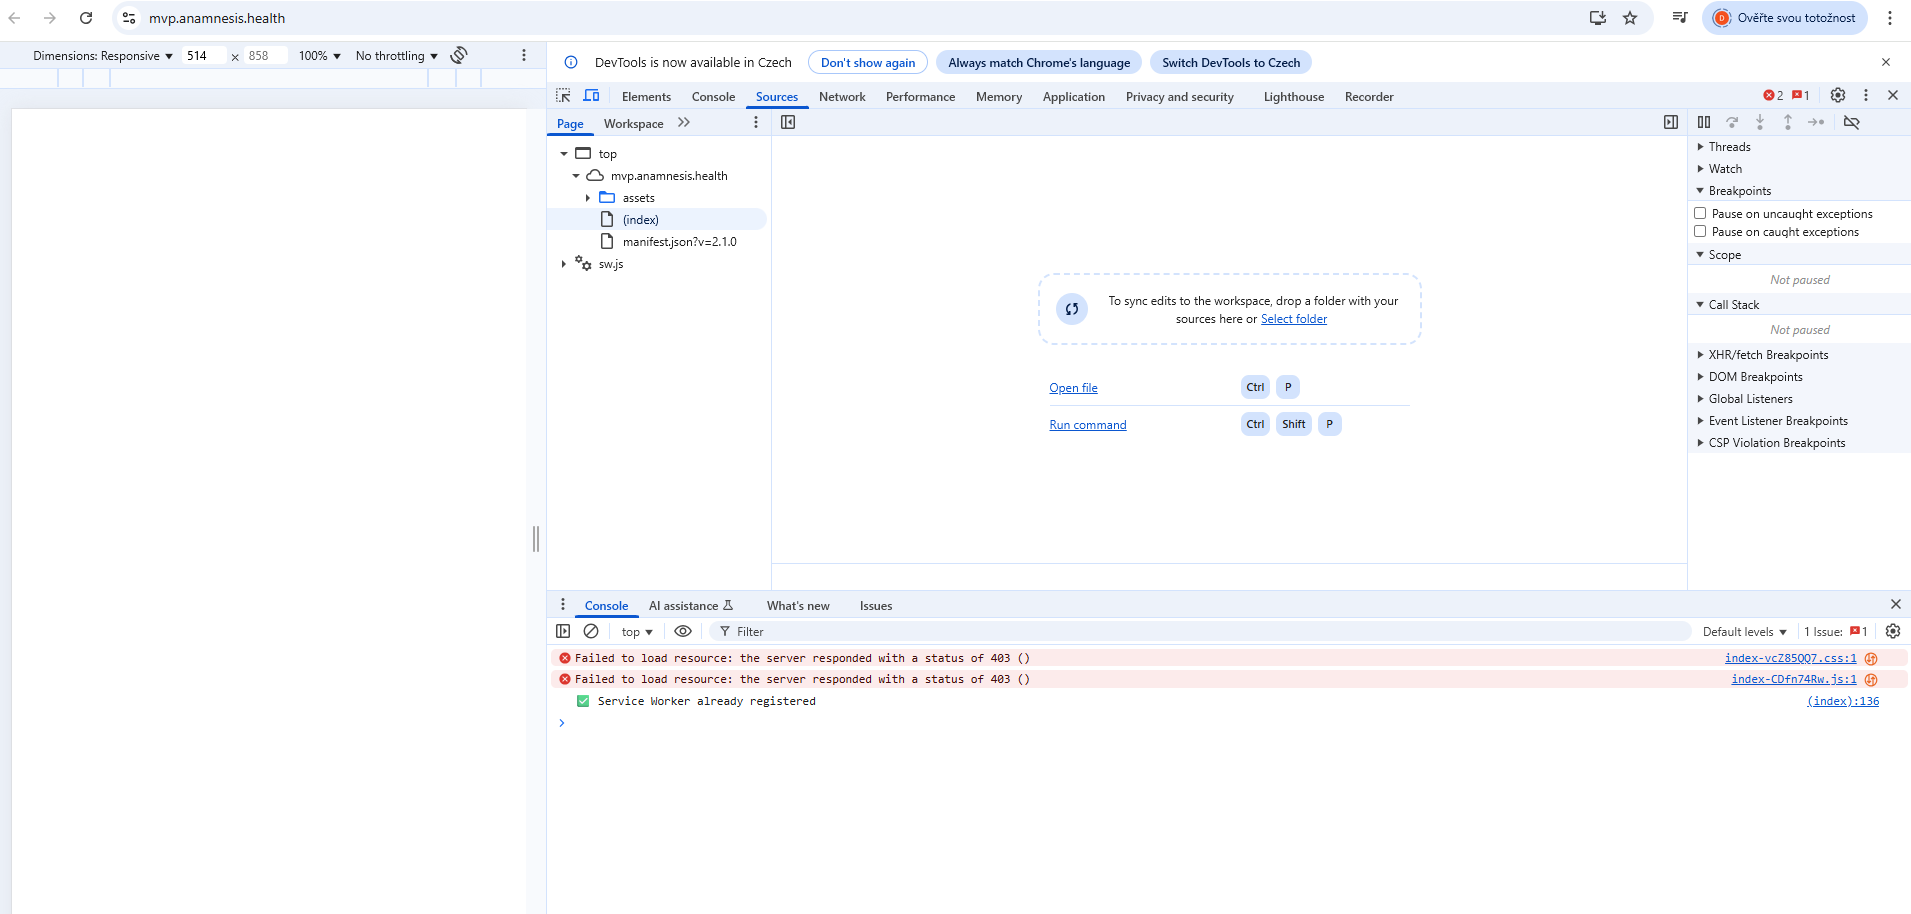 mvp.anamnesis.health
Ověřte svou totožnost
Dimensions: Responsive 514 × 858 100% No throttling
DevTools is now available in Czech Don't show again Always match Chrome's language Switch DevTools to Czech
Elements Console Sources Network Performance Memory Application Privacy and security Lighthouse Recorder 2 1
Page Workspace
top
mvp.anamnesis.health
assets
(index)
manifest.json?v=2.1.0
sw.js
To sync edits to the workspace, drop a folder with your
sources here or Select folder
Open file Ctrl P
Run command Ctrl Shift P
Threads
Watch
Breakpoints
Pause on uncaught exceptions
Pause on caught exceptions
Scope
Not paused
Call Stack
Not paused
XHR/fetch Breakpoints
DOM Breakpoints
Global Listeners
Event Listener Breakpoints
CSP Violation Breakpoints
Console AI assistance What's new Issues
top Filter Default levels 1 Issue: 1
Failed to load resource: the server responded with a status of 403 () index-vcZ85QQ7.css:1
Failed to load resource: the server responded with a status of 403 () index-CDfn74Rw.js:1
Service Worker already registered (index):136